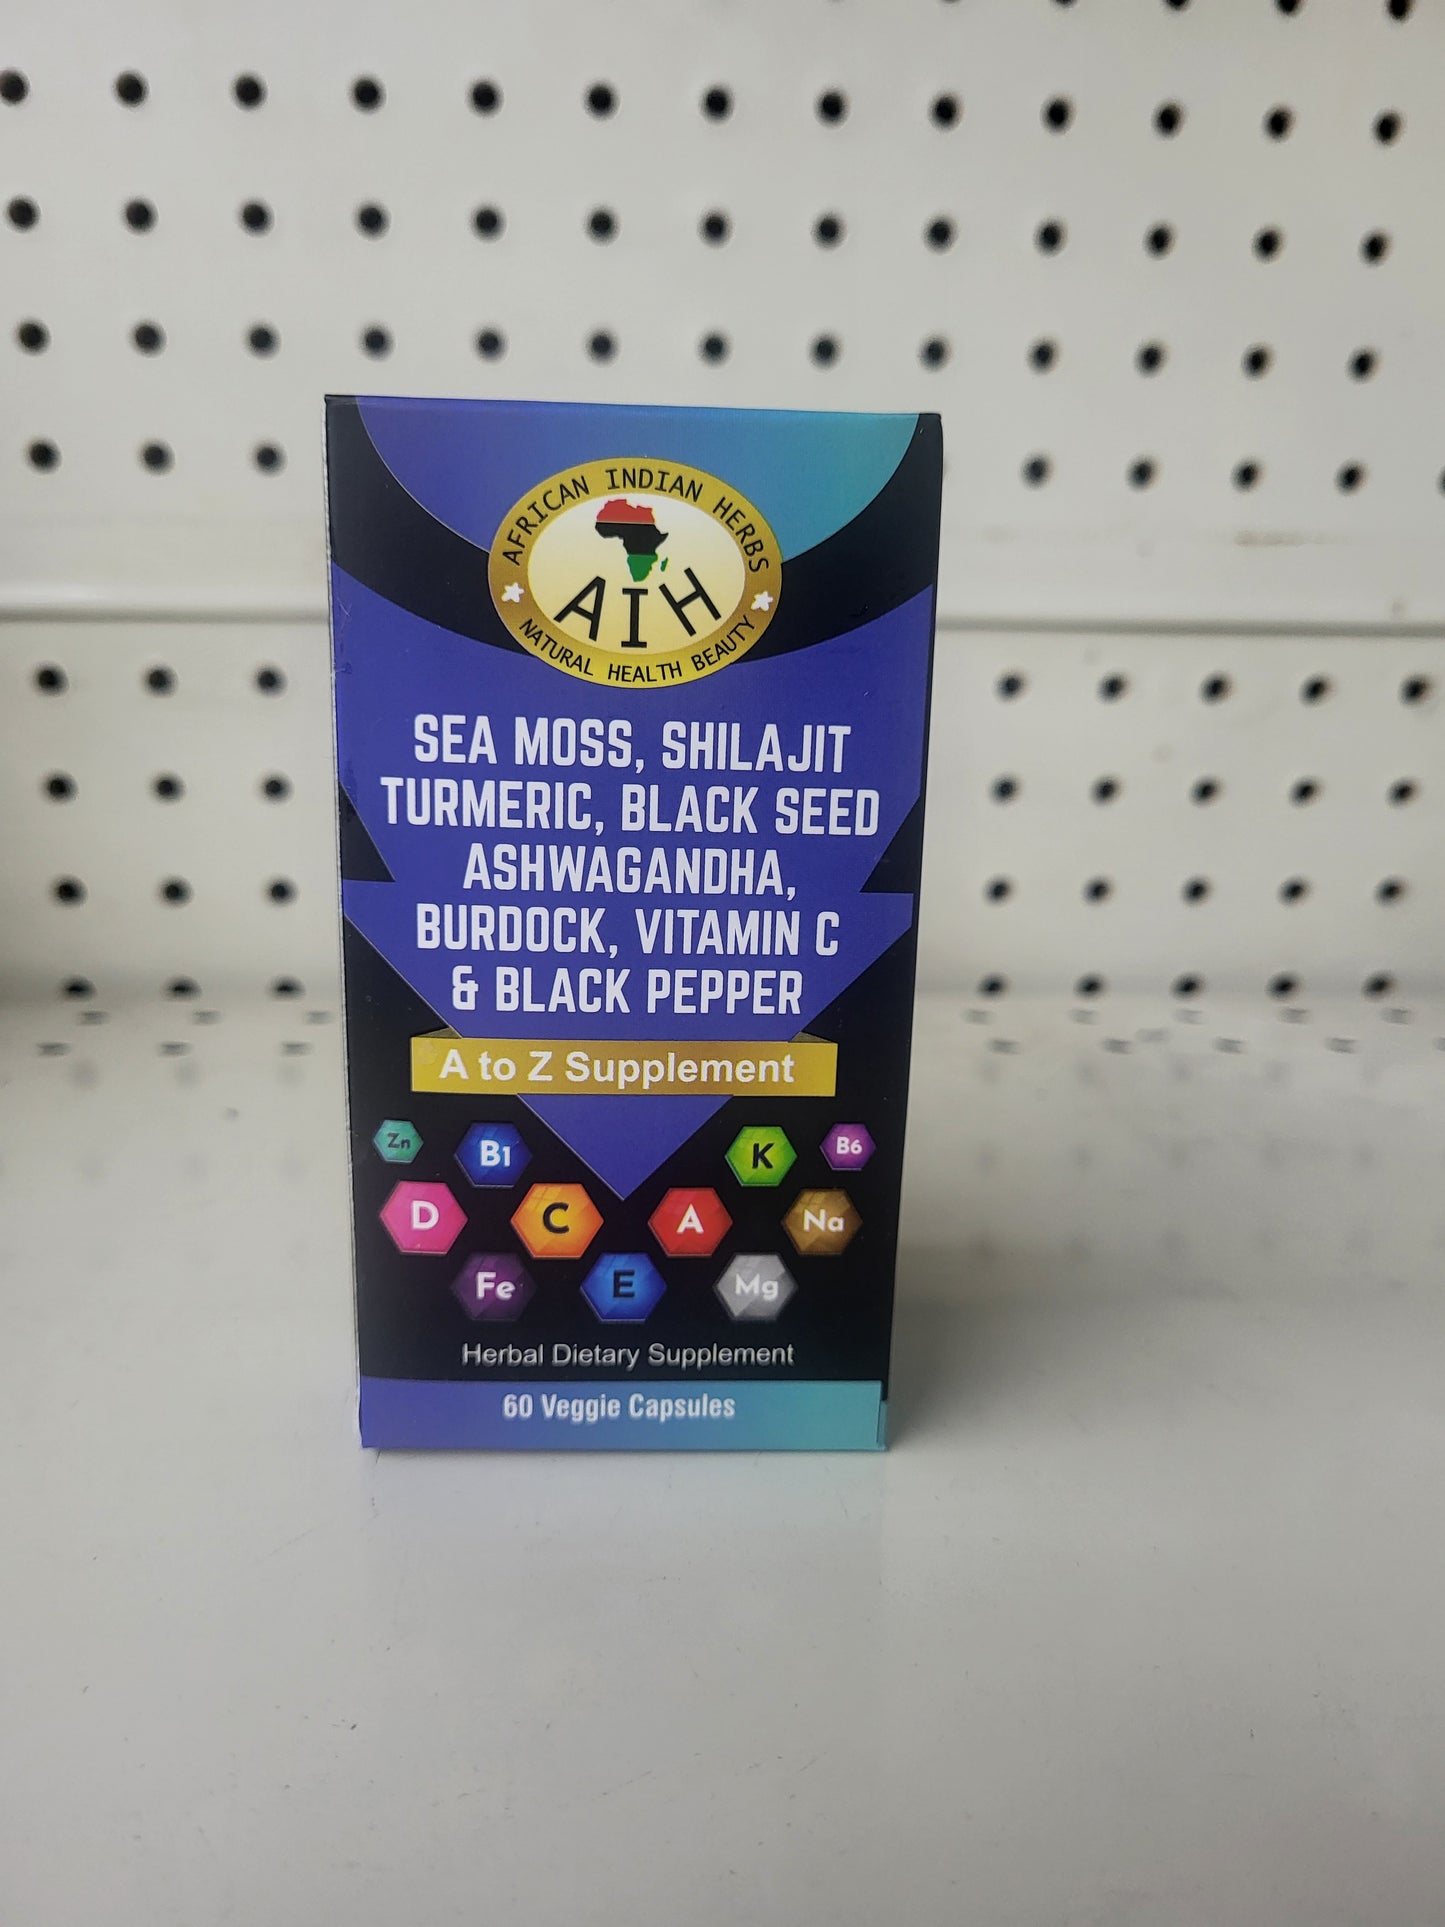 AFRICAN INDIAN HERBS
AIH
NATURAL HEALTH BEAUTY
SEA MOSS, SHILAJIT
TURMERIC, BLACK SEED
ASHWAGANDHA,
BURDOCK, VITAMIN C
& BLACK PEPPER
A to Z Supplement
Zn B1 K B6
D C A Na
Fe E Mg
Herbal Dietary Supplement
60 Veggie Capsules